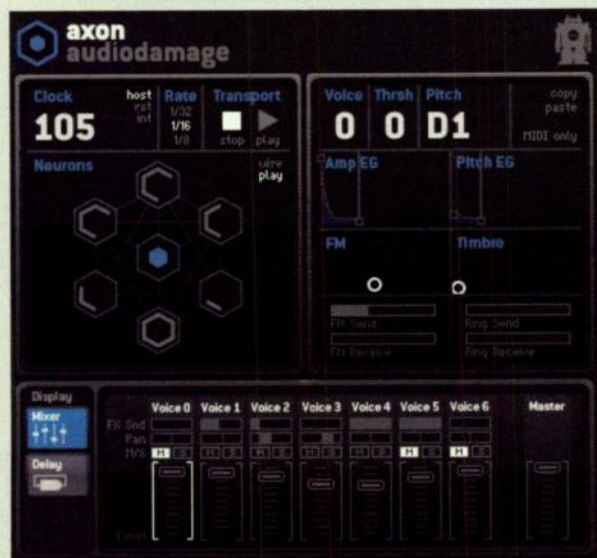 axon
audiodamage
Clock
105
host
rst
int
Rate
1/32
1/16
1/8
Transport
stop play
Voice
0
Thrsh
0
Pitch
D1
copy
paste
MIDI only
Neurons
wire
play
Amp EG
Pitch EG
FM
Timbre
FM Send
Ring Send
FM Receive
Ring Receive
Display
Mixer
Delay
Voice 0 Voice 1 Voice 2 Voice 3 Voice 4 Voice 5 Voice 6 Master
FX Snd
Pan
M/S M S M S M S M S M S M S M S
Level